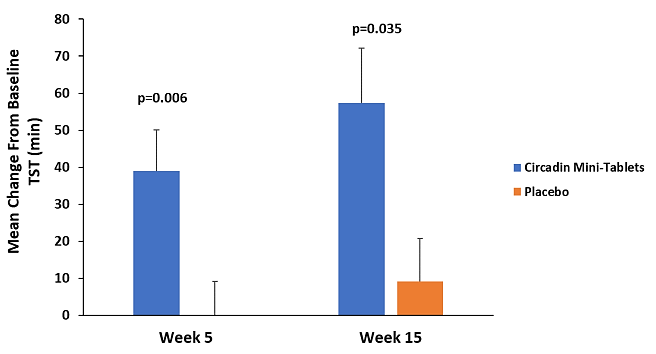 80
70
60
50
40
30
20
10
0
Mean Change From Baseline
TST (min)
p=0.006
p=0.035
Week 5
Week 15
Circadin Mini-Tablets
Placebo